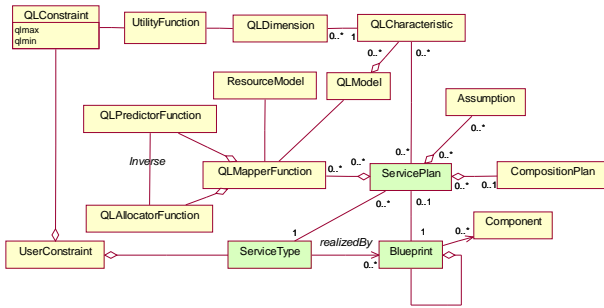 QLConstraint
qlmax
qlmin
UtilityFunction
QLDimension
0..*
1
QLCharacteristic
0..*
0..*
ResourceModel
QLModel
Assumption
0..*
QLPredictorFunction
Inverse
QLMapperFunction
0..*
0..*
0..*
0..*
ServicePlan
0..*
0..1
CompositionPlan
QLAllocatorFunction
0..*
0..1
Component
0..*
UserConstraint
1
ServiceType
realizedBy
0..*
1
Blueprint